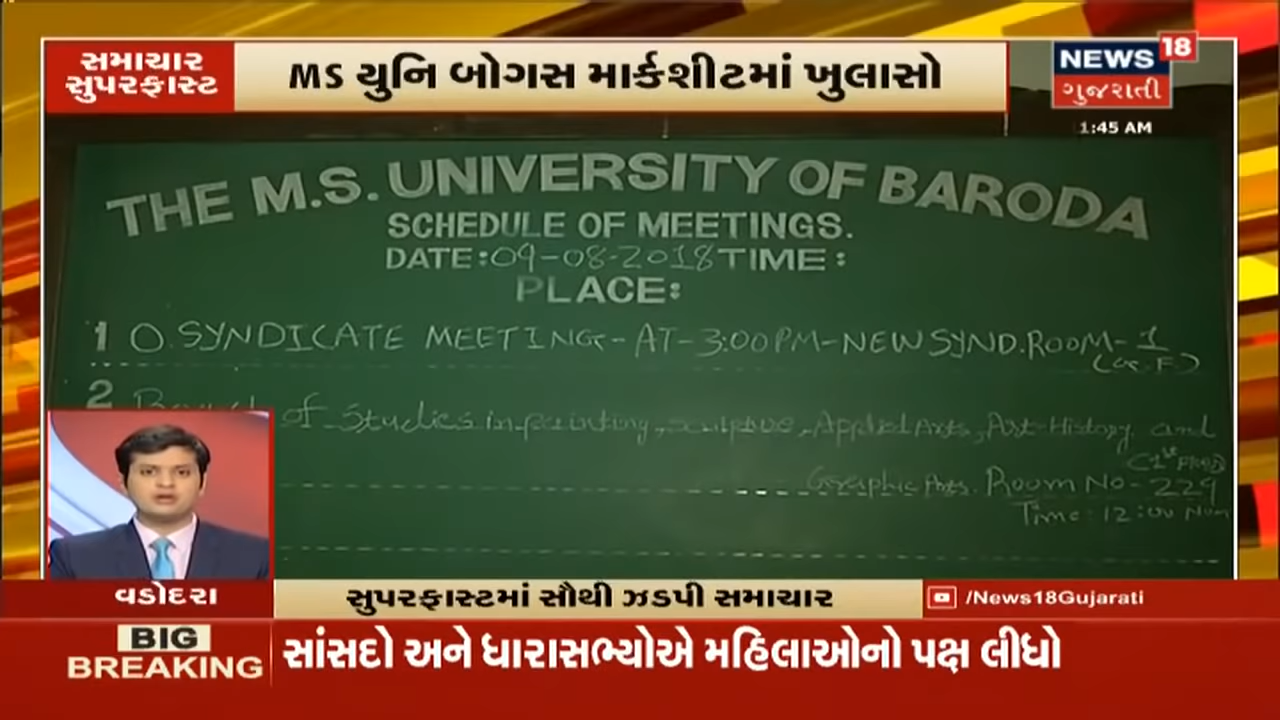 સમાચાર
સુપરફાસ્ટ
MS યુનિ બોગસ માર્કશીટમાં ખુલાસો
NEWS 18
ગુજરાતી
1:45 AM
THE M.S. UNIVERSITY OF BARODA
SCHEDULE OF MEETINGS.
DATE: 09-08-2018 TIME:
PLACE:
1 O. SYNDICATE MEETING - AT - 3:00 PM - NEW SYND. ROOM - 1
(G.F.)
2 Board of Studies in painting, sculpture, Applied Arts, Art History and
Graphic Arts. Room No - 229
Time: 12:00 Noon
વડોદરા
સુપરફાસ્ટમાં સૌથી ઝડપી સમાચાર
/News18Gujarati
BIG
BREAKING
સાંસદો અને ધારાસભ્યોએ મહિલાઓનો પક્ષ લીધો